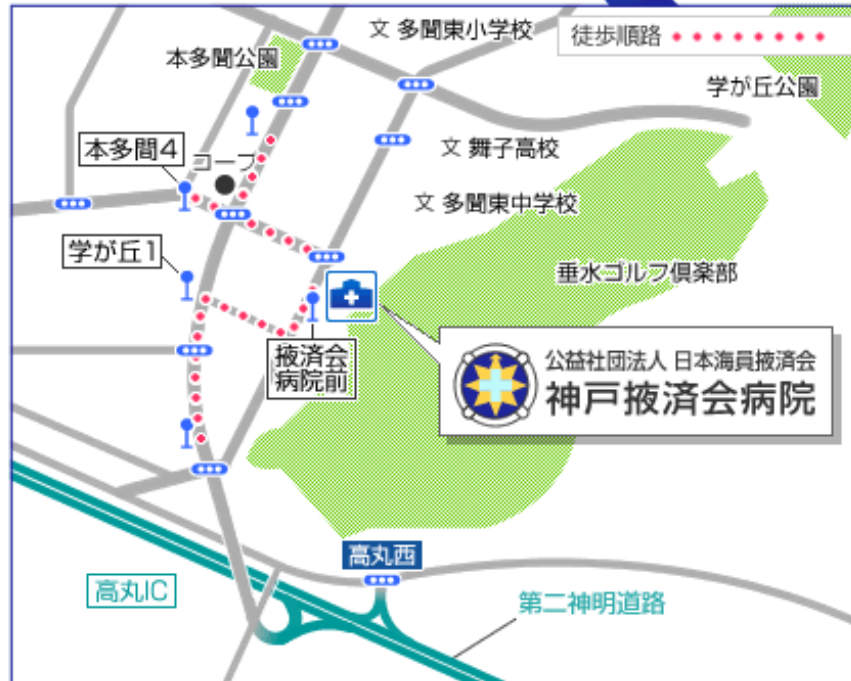 文 多聞東小学校
徒歩順路
本多聞公園
学が丘公園
本多間4
コープ
文 舞子高校
文 多聞東中学校
学が丘1
垂水ゴルフ倶楽部
掖済会
病院前
公益社団法人 日本海員掖済会
神戸掖済会病院
高丸西
高丸IC
第二神明道路